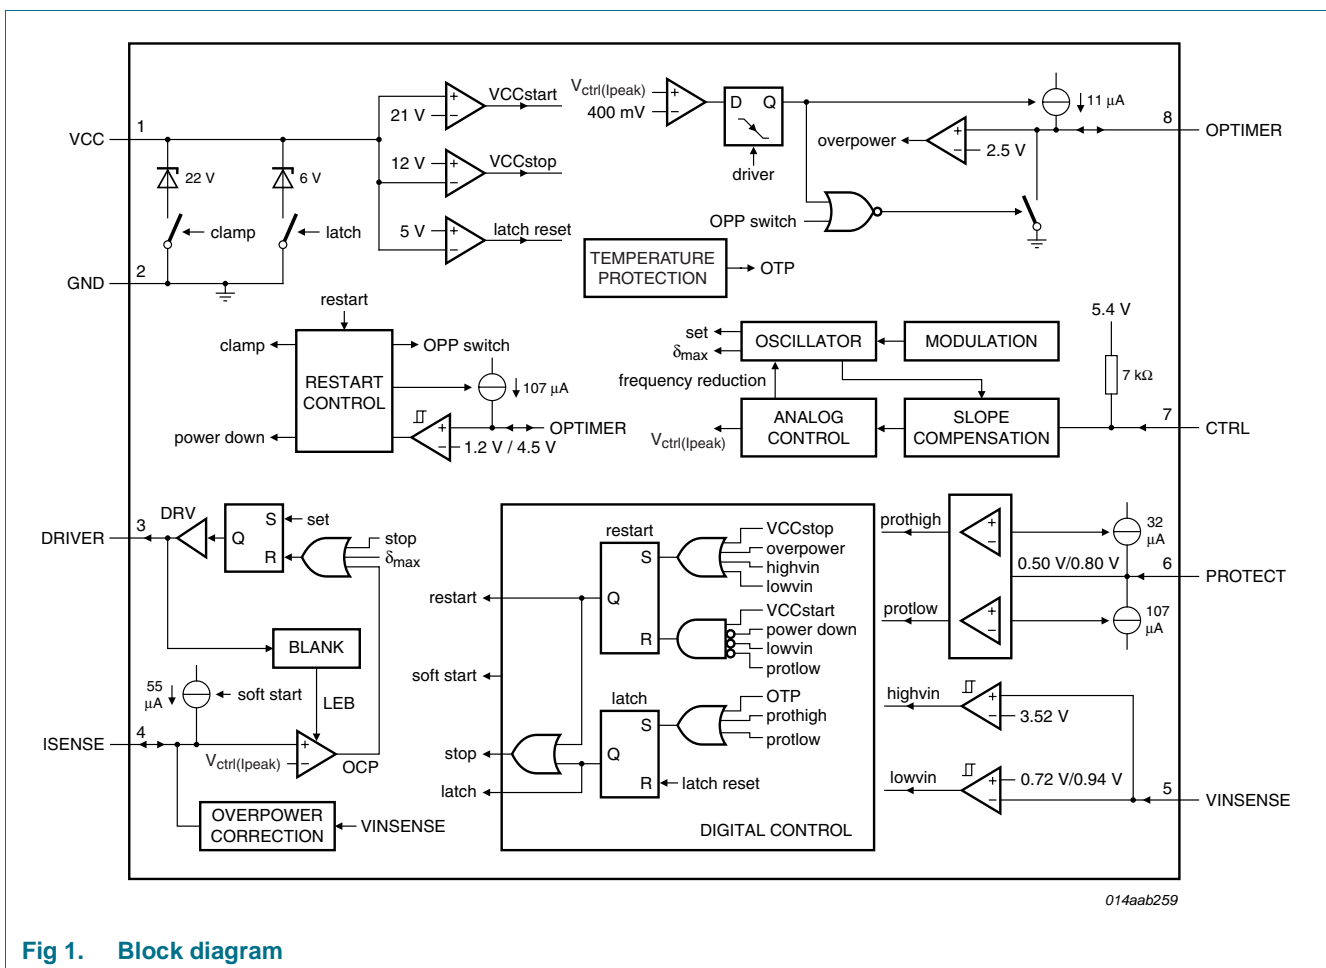 VCC
1
22 V
6 V
clamp
latch
GND
2
21 V
VCCstart
12 V
VCCstop
5 V
latch reset
Vctrl(Ipeak)
400 mV
D Q
driver
OPP switch
overpower
2.5 V
11 μA
8
OPTIMER
TEMPERATURE
PROTECTION
OTP
restart
clamp
OPP switch
RESTART
CONTROL
107 μA
power down
OPTIMER
1.2 V / 4.5 V
set
δmax
OSCILLATOR
MODULATION
frequency reduction
ANALOG
CONTROL
SLOPE
COMPENSATION
Vctrl(Ipeak)
5.4 V
7 kΩ
7
CTRL
DRIVER
3
DRV
Q
S
R
set
stop
δmax
BLANK
LEB
55
μA
soft start
ISENSE
4
Vctrl(Ipeak)
OCP
OVERPOWER
CORRECTION
VINSENSE
restart
S
Q
R
VCCstop
overpower
highvin
lowvin
VCCstart
power down
lowvin
protlow
restart
soft start
latch
S
Q
R
OTP
prothigh
protlow
latch reset
stop
latch
DIGITAL CONTROL
prothigh
32
μA
0.50 V/0.80 V
6
PROTECT
protlow
107
μA
highvin
3.52 V
lowvin
0.72 V/0.94 V
5
VINSENSE
014aab259
Fig 1. Block diagram